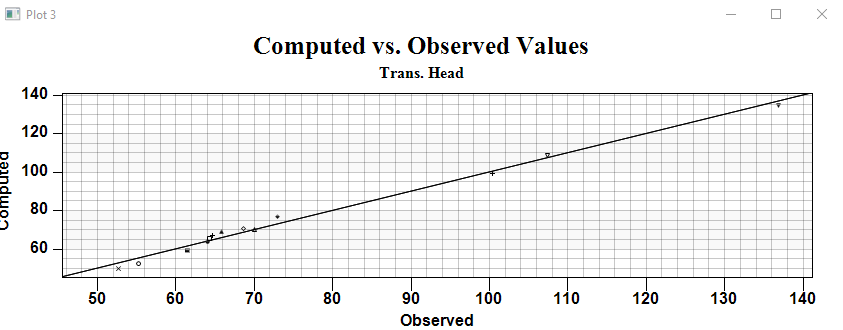 Plot 3
Computed vs. Observed Values
Trans. Head
140
120
100
80
60
Computed
50 60 70 80 90 100 110 120 130 140
Observed